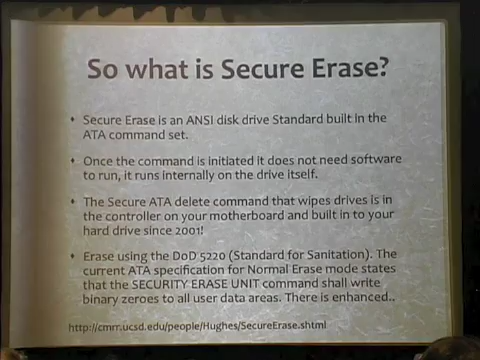 So what is Secure Erase?
• Secure Erase is an ANSI disk drive Standard built in the
ATA command set.
• Once the command is initiated it does not need software
to run, it runs internally on the drive itself.
• The Secure ATA delete command that wipes drives is in
the controller on your motherboard and built in to your
hard drive since 2001!
• Erase using the DoD 5220 (Standard for Sanitation). The
current ATA specification for Normal Erase mode states
that the SECURITY ERASE UNIT command shall write
binary zeroes to all user data areas. There is enhanced..
http://cmrr.ucsd.edu/people/Hughes/SecureErase.shtml